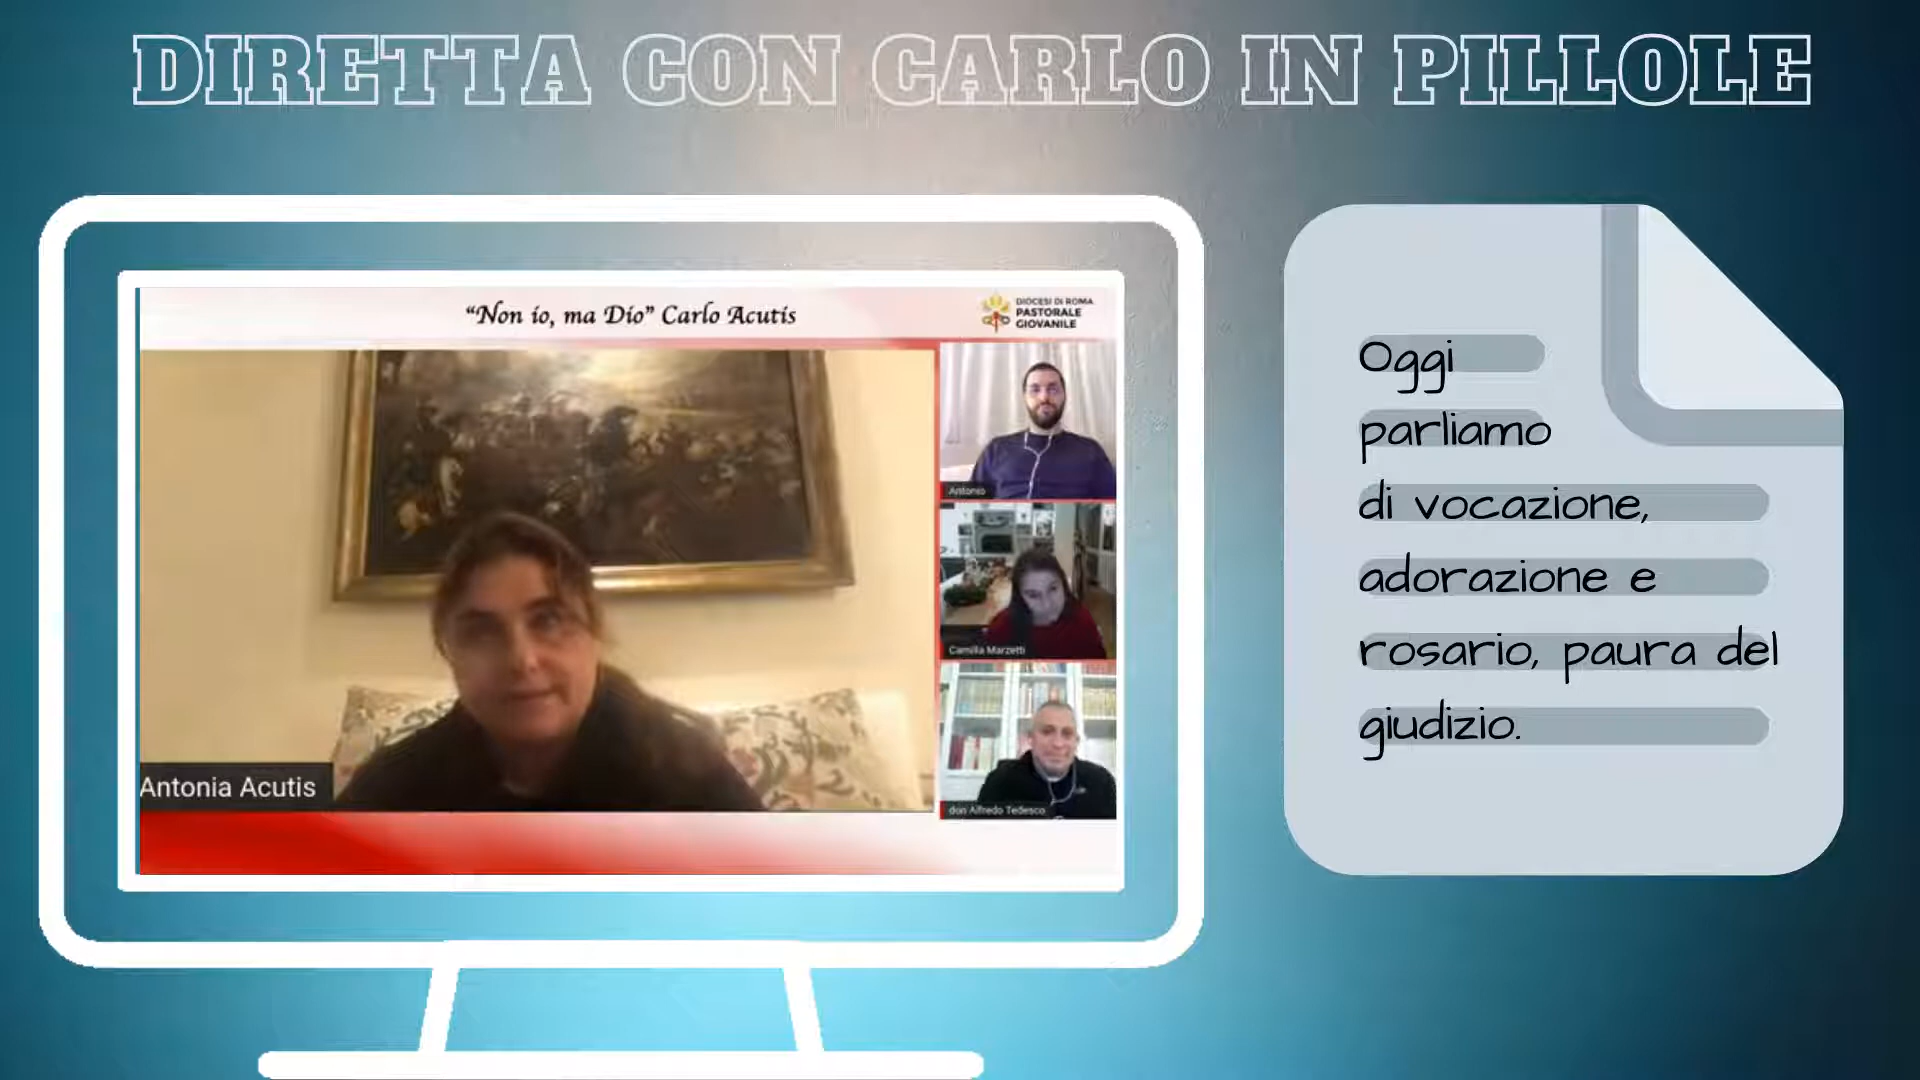 DIRETTA CON CARLO IN PILLOLE
“Non io, ma Dio” Carlo Acutis
DIOCESI DI ROMA
PASTORALE
GIOVANILE
Antonio
Camilla Marzetti
don Alfredo Tedesco
Antonia Acutis
Oggi
parliamo
di vocazione,
adorazione e
rosario, paura del
giudizio.